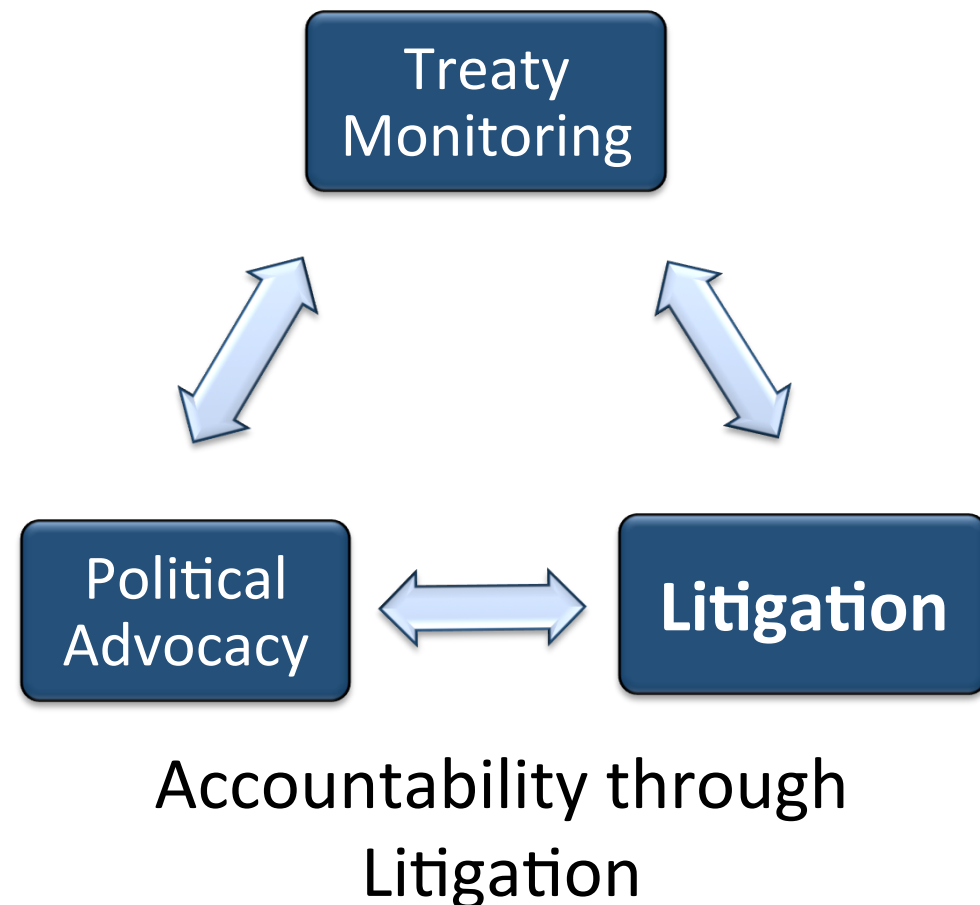 Treaty
Monitoring
Political
Advocacy
Litigation
Accountability through
Litigation